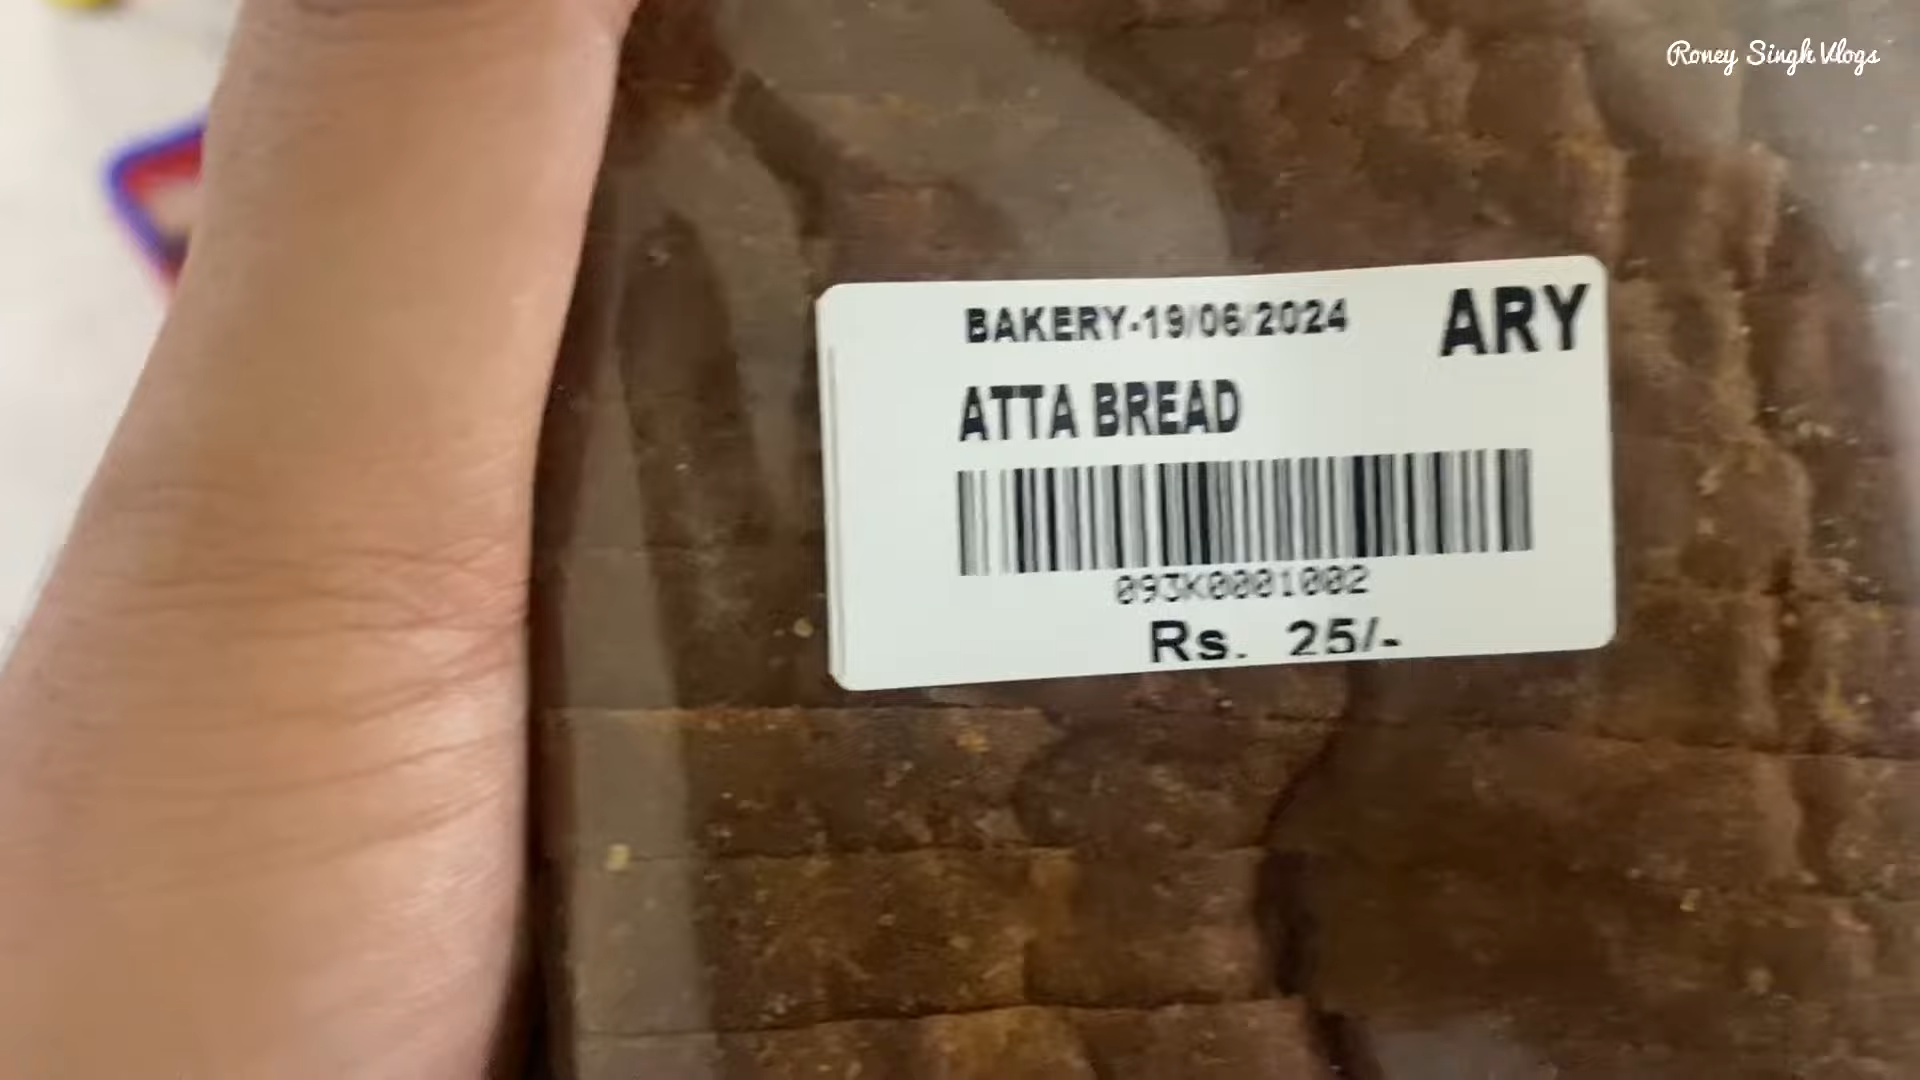 Roney Singh Vlogs
BAKERY-19/06/2024 ARY
ATTA BREAD
093K0001002
Rs. 25/-